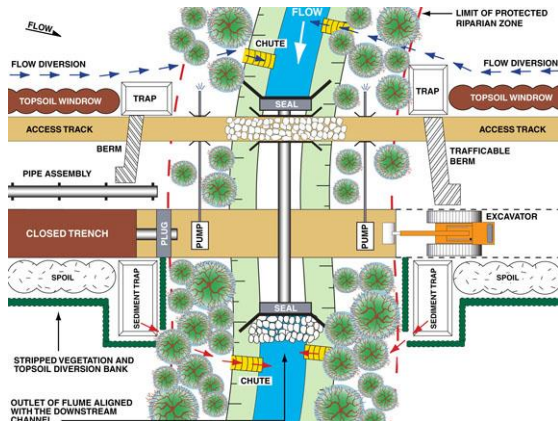 FLOW
FLOW
LIMIT OF PROTECTED
RIPARIAN ZONE
CHUTE
FLOW DIVERSION
FLOW DIVERSION
TRAP
TRAP
TOPSOIL WINDROW
SEAL
TOPSOIL WINDROW
ACCESS TRACK
ACCESS TRACK
BERM
TRAFFICABLE
BERM
PIPE ASSEMBLY
EXCAVATOR
CLOSED TRENCH
PLUG
PUMP
PUMP
SPOIL
SEDIMENT TRAP
SEDIMENT TRAP
SPOIL
SEAL
STRIPPED VEGETATION AND
TOPSOIL DIVERSION BANK
CHUTE
OUTLET OF FLUME ALIGNED
WITH THE DOWNSTREAM
CHANNEL